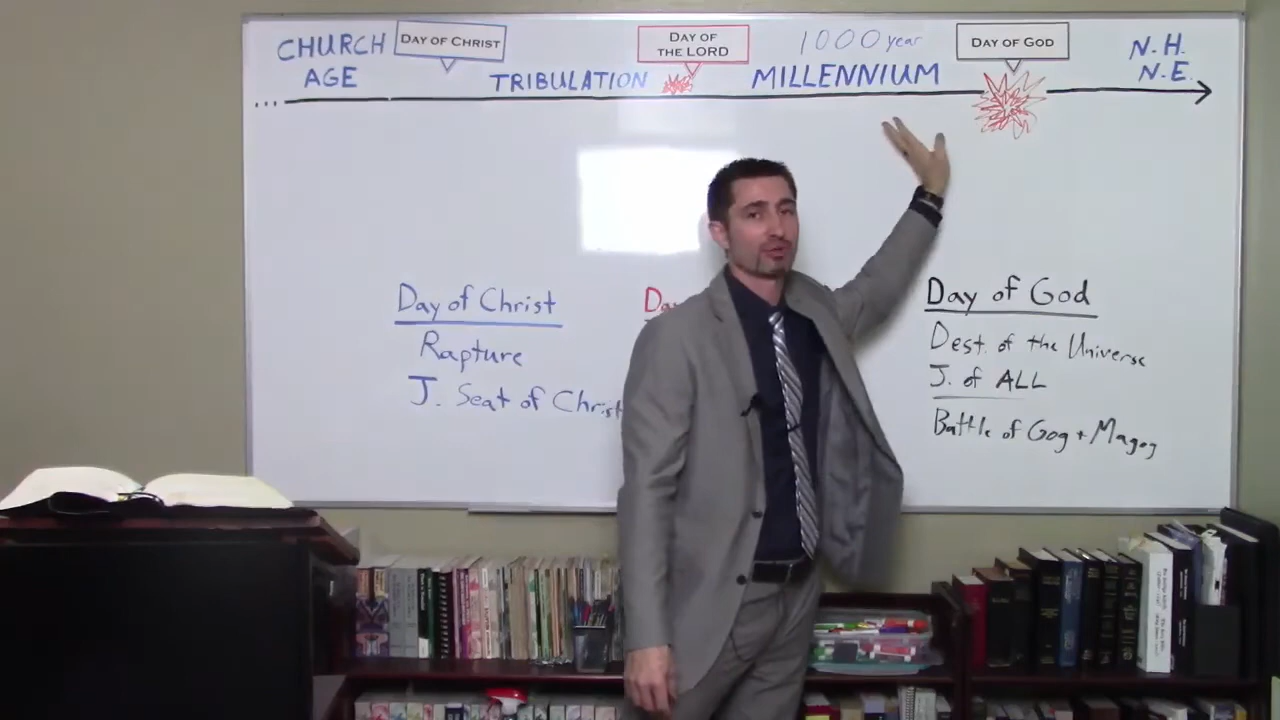 CHURCH
AGE
DAY OF CHRIST
TRIBULATION
DAY OF
THE LORD
1000 year
MILLENNIUM
DAY OF GOD
N.H.
N.E.
Day of Christ
Rapture
J. Seat of Christ
Da
Day of God
Dest. of the Universe
J. of ALL
Battle of Gog + Magog